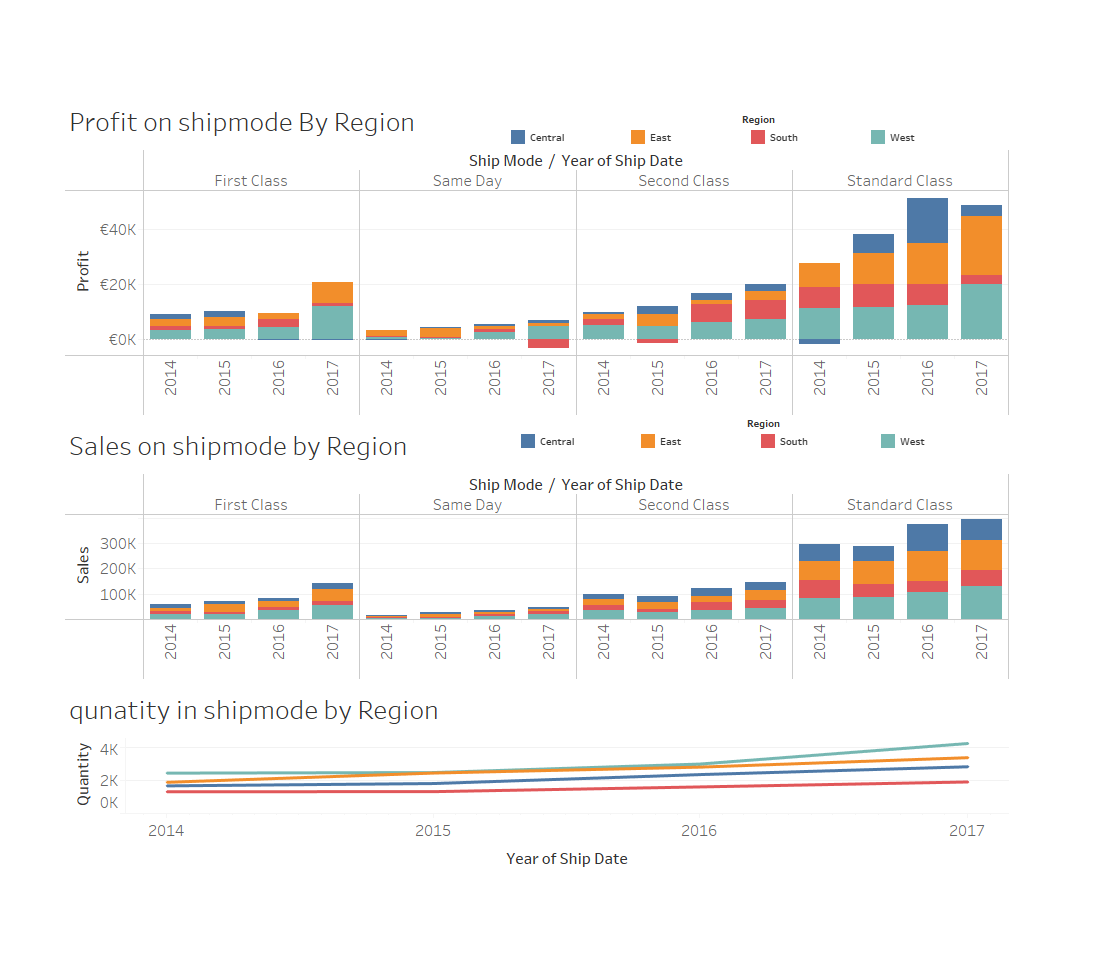 Profit on shipmode By Region
Region
Central East South West
Ship Mode / Year of Ship Date
First Class Same Day Second Class Standard Class
€40K
€20K
€0K
Profit
2014 2015 2016 2017 2014 2015 2016 2017 2014 2015 2016 2017 2014 2015 2016 2017
Sales on shipmode by Region
Region
Central East South West
Ship Mode / Year of Ship Date
First Class Same Day Second Class Standard Class
300K
200K
100K
Sales
2014 2015 2016 2017 2014 2015 2016 2017 2014 2015 2016 2017 2014 2015 2016 2017
qunatity in shipmode by Region
4K
2K
0K
Quantity
2014 2015 2016 2017
Year of Ship Date